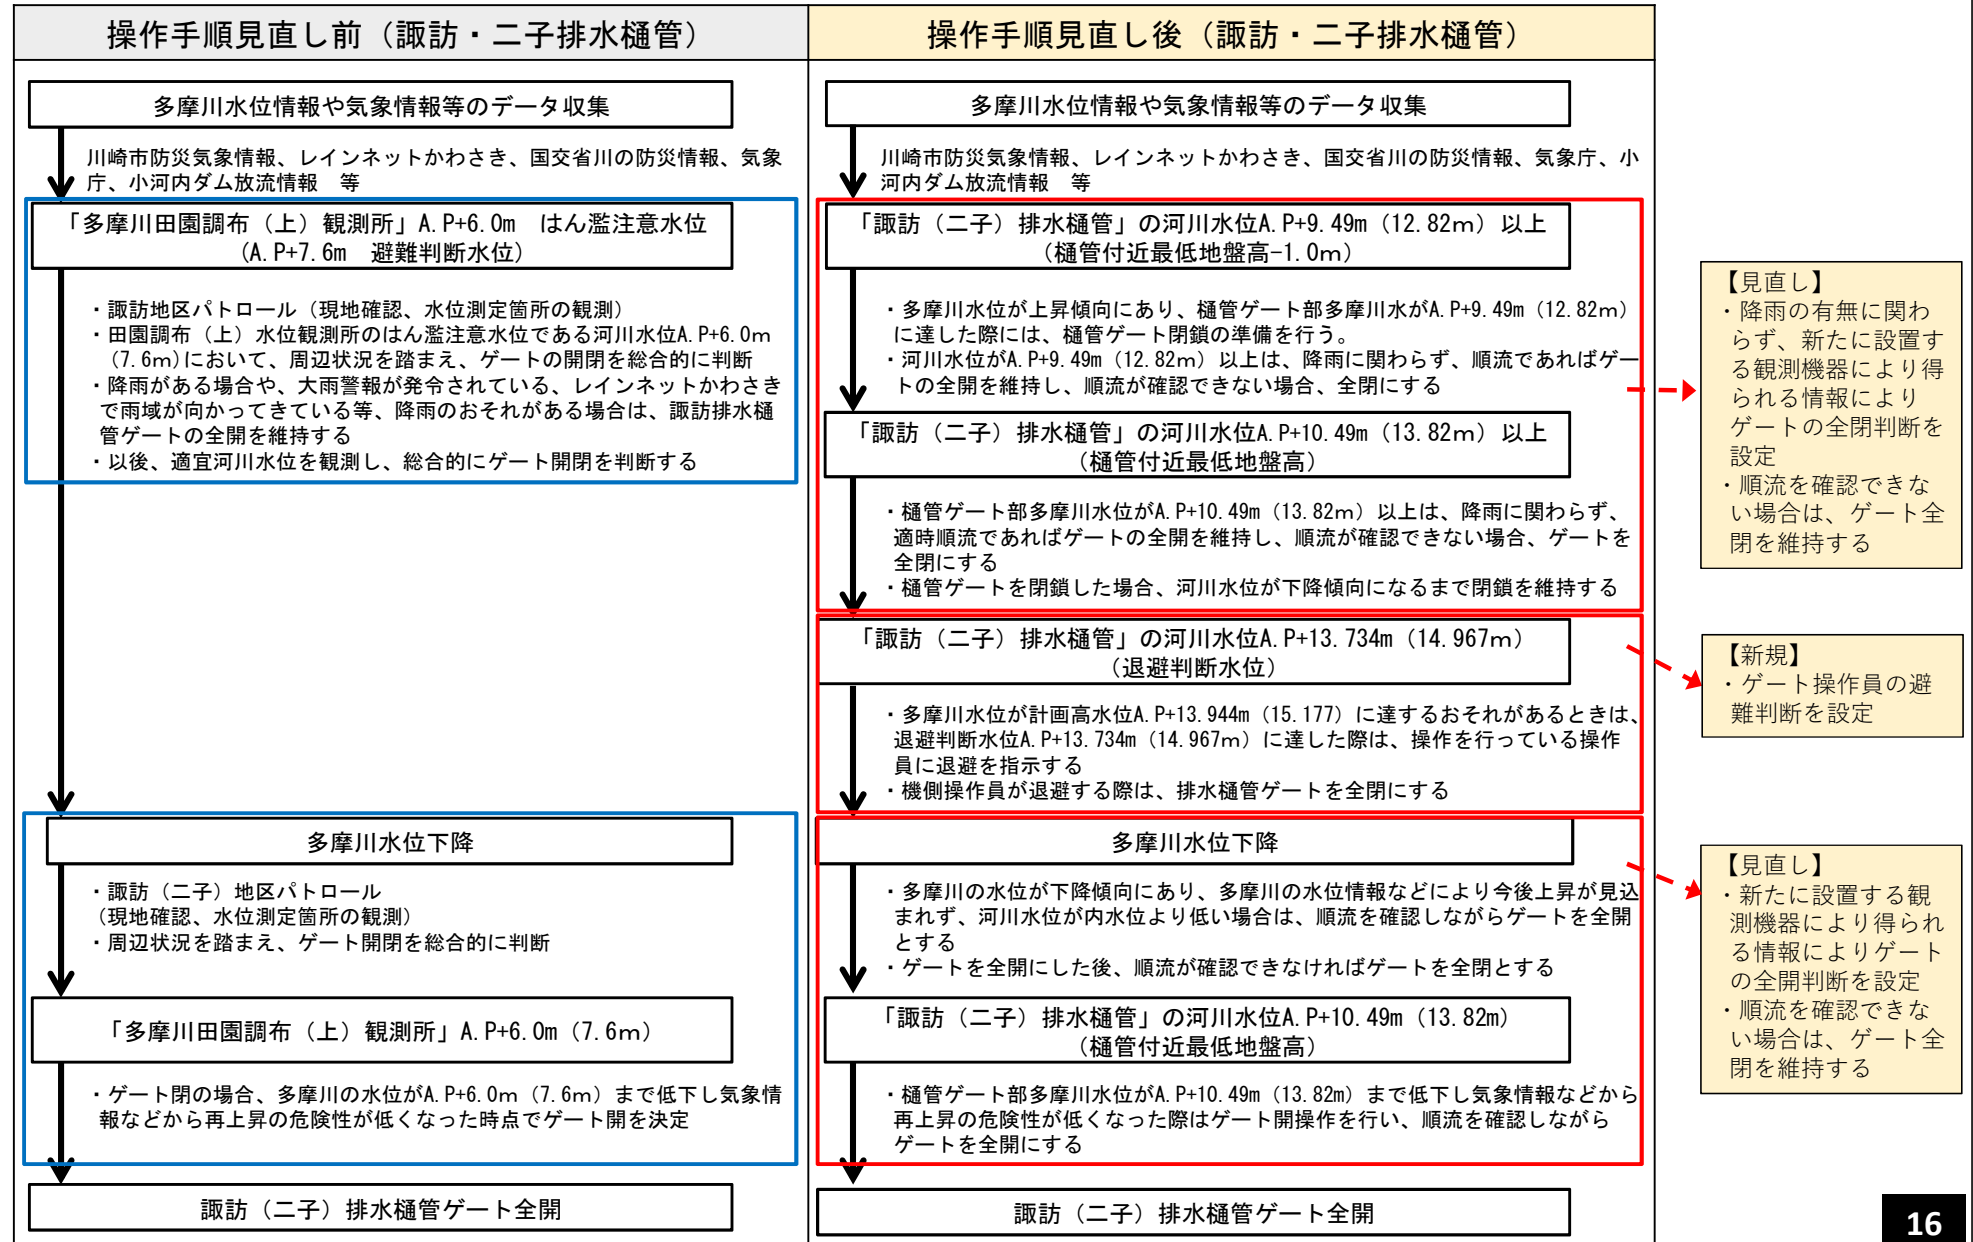 操作手順見直し前（諏訪・二子排水樋管）
多摩川水位情報や気象情報等のデータ収集
川崎市防災気象情報、レインネットかわさき、国交省川の防災情報、気象
庁、小河内ダム放流情報　等
「多摩川田園調布（上）観測所」A.P+6.0m　はん濫注意水位
(A.P+7.6m　避難判断水位)
・諏訪地区パトロール（現地確認、水位測定箇所の観測）
・田園調布（上）水位観測所のはん濫注意水位である河川水位A.P+6.0m
(7.6m)において、周辺状況を踏まえ、ゲートの開閉を総合的に判断
・降雨がある場合や、大雨警報が発令されている、レインネットかわさき
で雨域が向かってきている等、降雨のおそれがある場合は、諏訪排水樋
管ゲートの全開を維持する
・以後、適宜河川水位を観測し、総合的にゲート開閉を判断する
多摩川水位下降
・諏訪（二子）地区パトロール
（現地確認、水位測定箇所の観測）
・周辺状況を踏まえ、ゲート開閉を総合的に判断
「多摩川田園調布（上）観測所」A.P+6.0m（7.6ｍ）
・ゲート閉の場合、多摩川の水位がA.P+6.0ｍ（7.6ｍ）まで低下し気象情
報などから再上昇の危険性が低くなった時点でゲート開を決定
諏訪（二子）排水樋管ゲート全開
操作手順見直し後（諏訪・二子排水樋管）
多摩川水位情報や気象情報等のデータ収集
川崎市防災気象情報、レインネットかわさき、国交省川の防災情報、気象庁、小
河内ダム放流情報　等
「諏訪（二子）排水樋管」の河川水位A.P+9.49m（12.82ｍ）以上
（樋管付近最低地盤高-1.0ｍ）
・多摩川水位が上昇傾向にあり、樋管ゲート部多摩川水がA.P+9.49m（12.82ｍ）
に達した際には、樋管ゲート閉鎖の準備を行う。
・河川水位がA.P+9.49m（12.82ｍ）以上は、降雨に関わらず、順流であればゲー
トの全開を維持し、順流が確認できない場合、全閉にする
「諏訪（二子）排水樋管」の河川水位A.P+10.49m（13.82ｍ）以上
（樋管付近最低地盤高）
・樋管ゲート部多摩川水位がA.P+10.49m（13.82ｍ）以上は、降雨に関わらず、
適時順流であればゲートの全開を維持し、順流が確認できない場合、ゲートを
全閉にする
・樋管ゲートを閉鎖した場合、河川水位が下降傾向になるまで閉鎖を維持する
「諏訪（二子）排水樋管」の河川水位A.P+13.734m（14.967ｍ）
（退避判断水位）
・多摩川水位が計画高水位A.P+13.944m（15.177）に達するおそれがあるときは、
退避判断水位A.P+13.734m（14.967ｍ）に達した際は、操作を行っている操作
員に退避を指示する
・機側操作員が退避する際は、排水樋管ゲートを全閉にする
多摩川水位下降
・多摩川の水位が下降傾向にあり、多摩川の水位情報などにより今後上昇が見込
まれず、河川水位が内水位より低い場合は、順流を確認しながらゲートを全開
とする
・ゲートを全開にした後、順流が確認できなければゲートを全閉とする
「諏訪（二子）排水樋管」の河川水位A.P+10.49m（13.82m）
（樋管付近最低地盤高）
・樋管ゲート部多摩川水位がA.P+10.49m（13.82m）まで低下し気象情報などから
再上昇の危険性が低くなった際はゲート開操作を行い、順流を確認しながら
ゲートを全開にする
諏訪（二子）排水樋管ゲート全開
【見直し】
・降雨の有無に関わ
らず、新たに設置す
る観測機器により得
られる情報により
ゲートの全閉判断を
設定
・順流を確認できな
い場合は、ゲート全
閉を維持する
【新規】
・ゲート操作員の避
難判断を設定
【見直し】
・新たに設置する観
測機器により得られ
る情報によりゲート
の全開判断を設定
・順流を確認できな
い場合は、ゲート全
閉を維持する
16